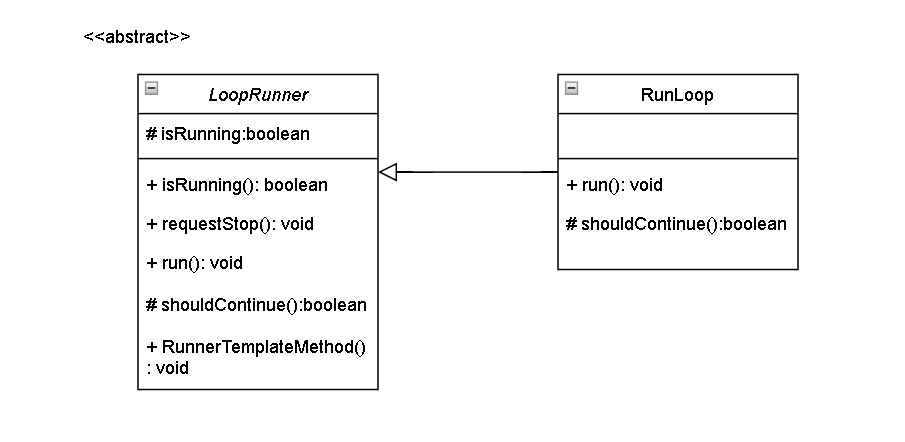 <<abstract>>
LoopRunner
# isRunning:boolean
+ isRunning(): boolean
+ requestStop(): void
+ run(): void
# shouldContinue():boolean
+ RunnerTemplateMethod()
: void
RunLoop
+ run(): void
# shouldContinue():boolean